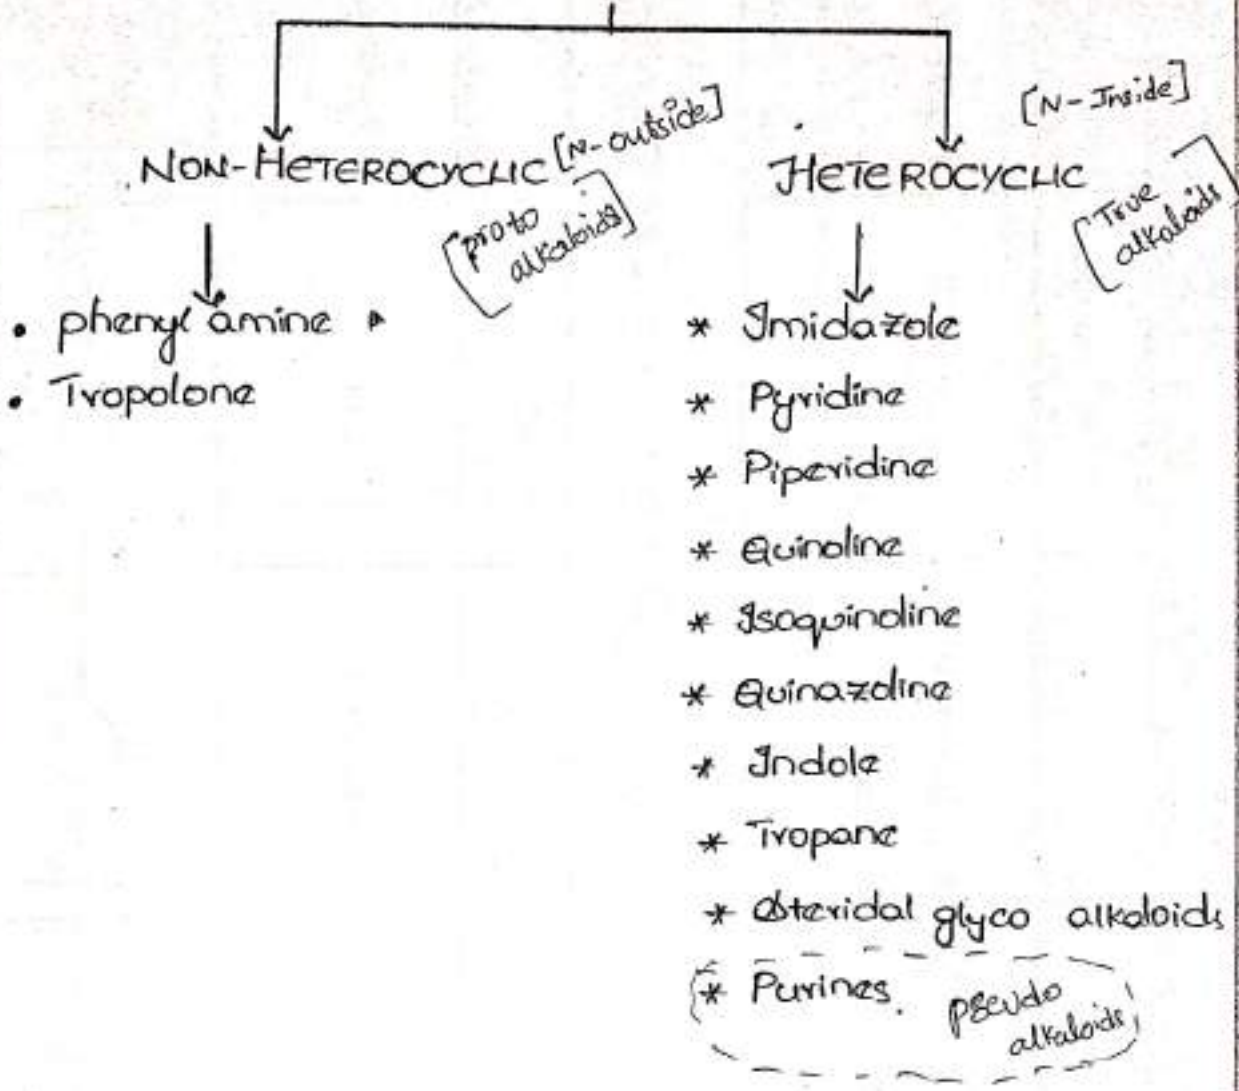 NON-HETEROCYCLIC [N-outside]
[proto
alkaloids]
• phenyl amine
• Tropolone
[N-Inside]
HETEROCYCLIC
[True
alkaloids]
* Imidazole
* Pyridine
* Piperidine
* Quinoline
* Isoquinoline
* Quinazoline
* Indole
* Tropane
* Steridal glyco alkaloids
* Purines.
pseudo
alkaloids